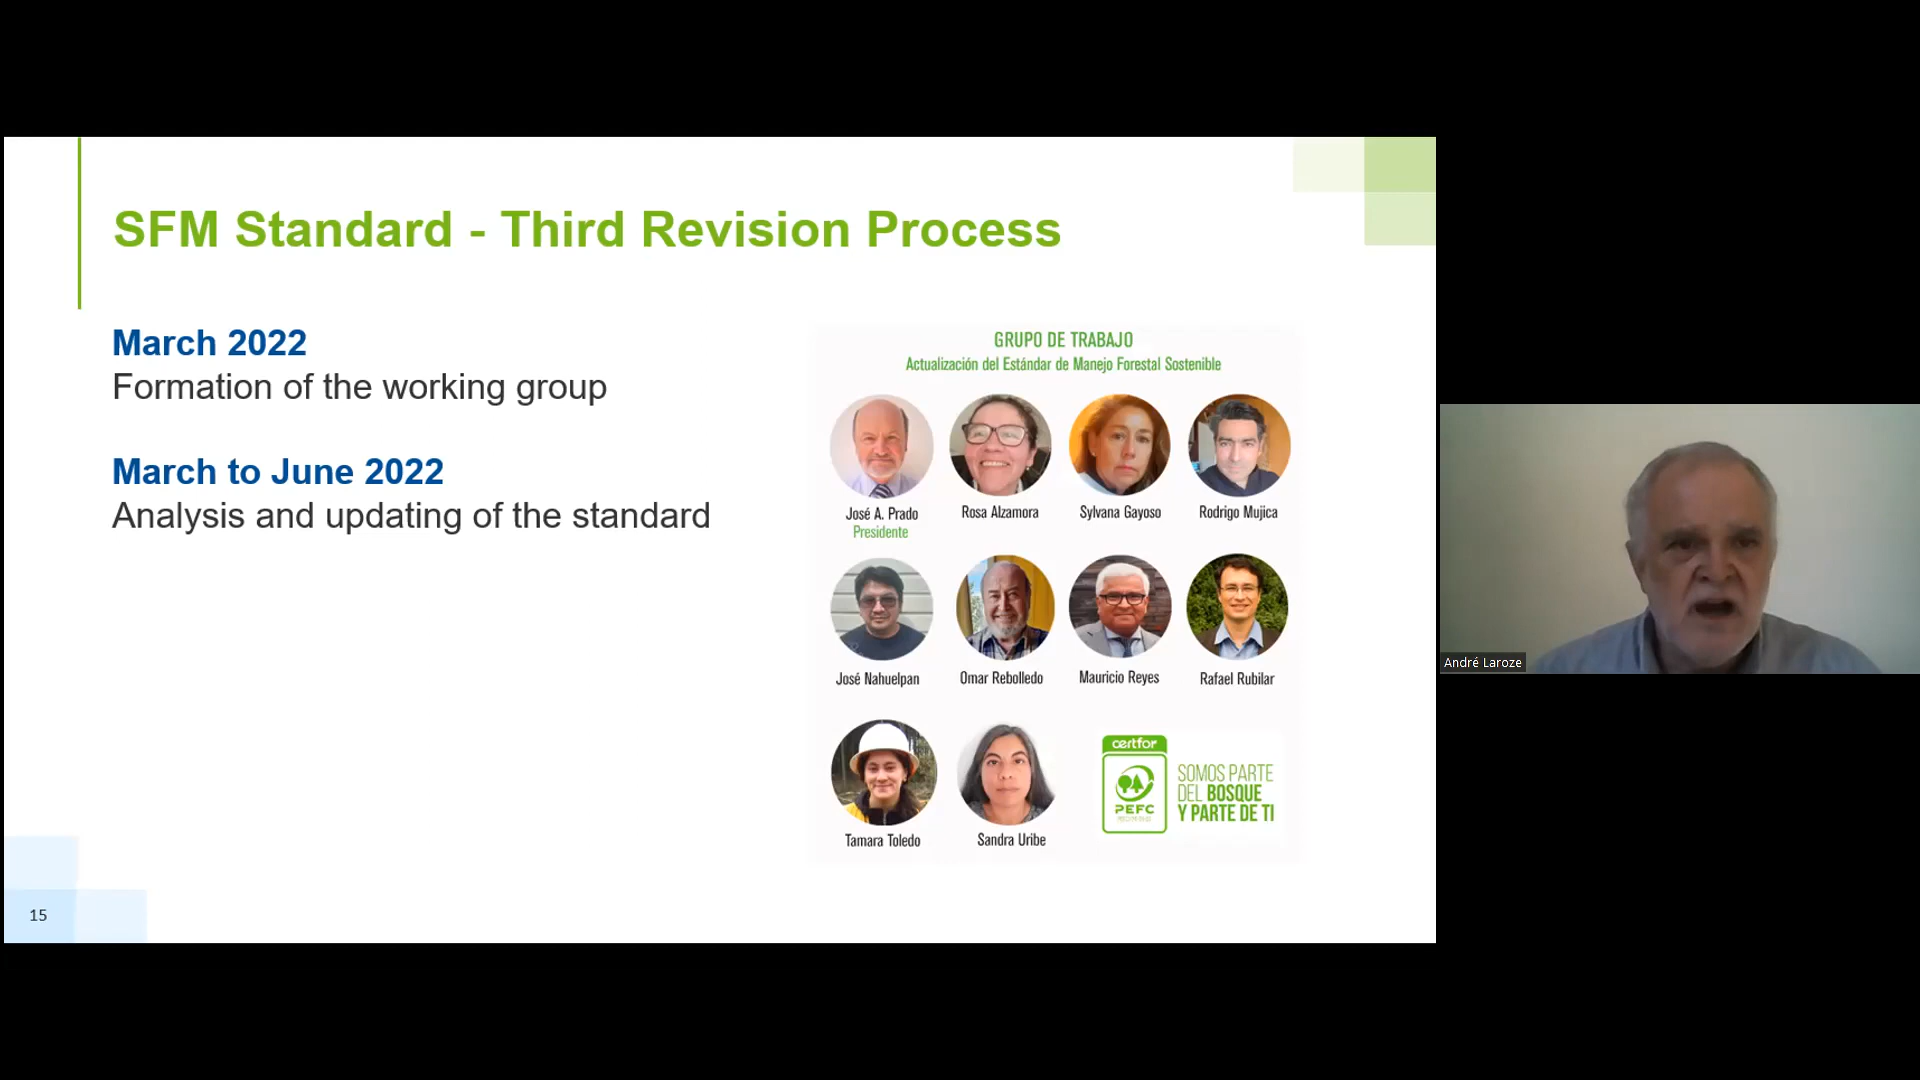 SFM Standard - Third Revision Process
March 2022
Formation of the working group
March to June 2022
Analysis and updating of the standard
GRUPO DE TRABAJO
Actualización del Estándar de Manejo Forestal Sostenible
José A. Prado
Presidente
Rosa Alzamora
Sylvana Gayoso
Rodrigo Mujica
José Nahuelpan
Omar Rebolledo
Mauricio Reyes
Rafael Rubilar
Tamara Toledo
Sandra Uribe
certfor
PEFC
SOMOS PARTE
DEL BOSQUE
Y PARTE DE TI
15
André Laroze